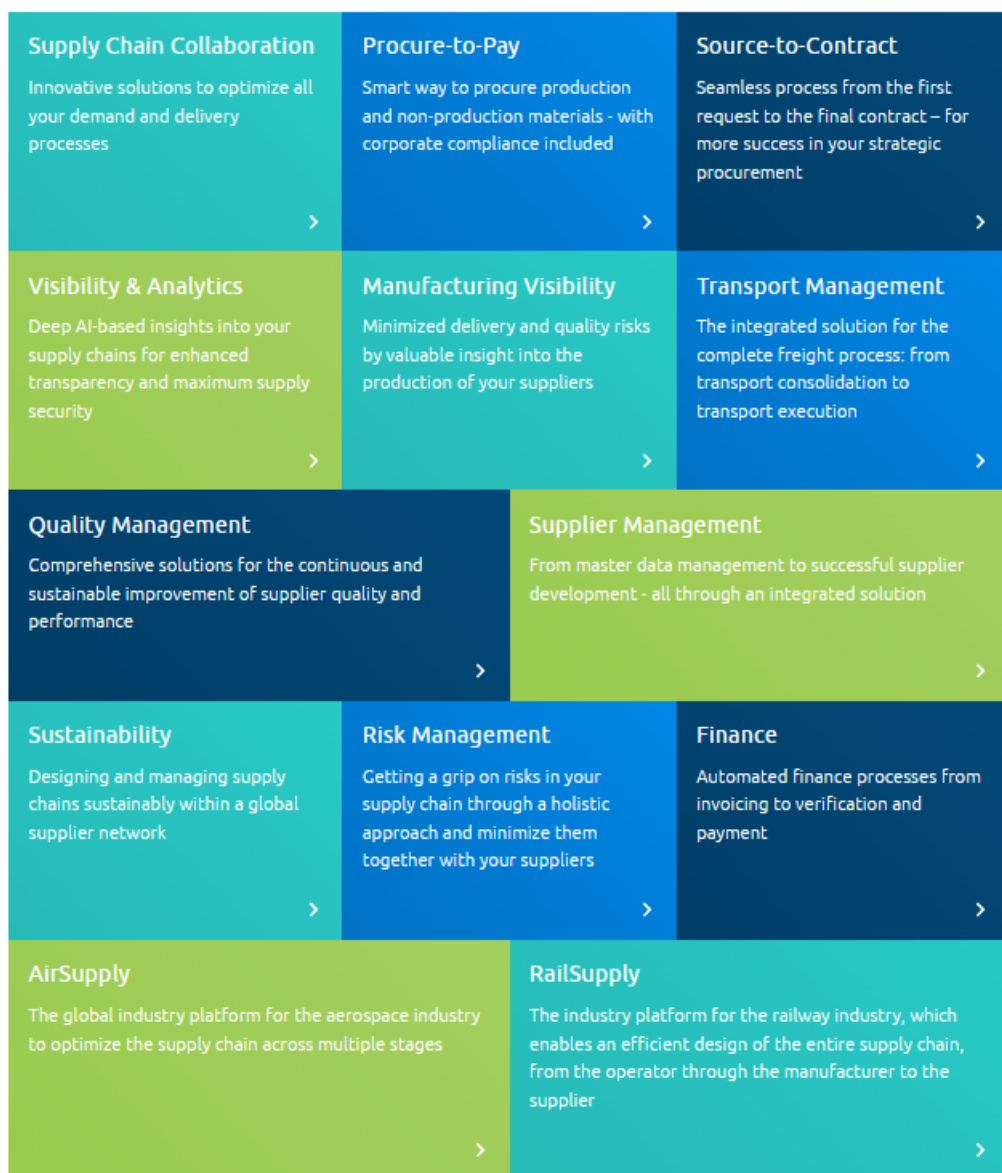 Supply Chain Collaboration
Innovative solutions to optimize all
your demand and delivery
processes
Procure-to-Pay
Smart way to procure production
and non-production materials - with
corporate compliance included
Source-to-Contract
Seamless process from the first
request to the final contract – for
more success in your strategic
procurement
Visibility & Analytics
Deep AI-based insights into your
supply chains for enhanced
transparency and maximum supply
security
Manufacturing Visibility
Minimized delivery and quality risks
by valuable insight into the
production of your suppliers
Transport Management
The integrated solution for the
complete freight process: from
transport consolidation to
transport execution
Quality Management
Comprehensive solutions for the continuous and
sustainable improvement of supplier quality and
performance
Supplier Management
From master data management to successful supplier
development - all through an integrated solution
Sustainability
Designing and managing supply
chains sustainably within a global
supplier network
Risk Management
Getting a grip on risks in your
supply chain through a holistic
approach and minimize them
together with your suppliers
Finance
Automated finance processes from
invoicing to verification and
payment
AirSupply
The global industry platform for the aerospace industry
to optimize the supply chain across multiple stages
RailSupply
The industry platform for the railway industry, which
enables an efficient design of the entire supply chain,
from the operator through the manufacturer to the
supplier